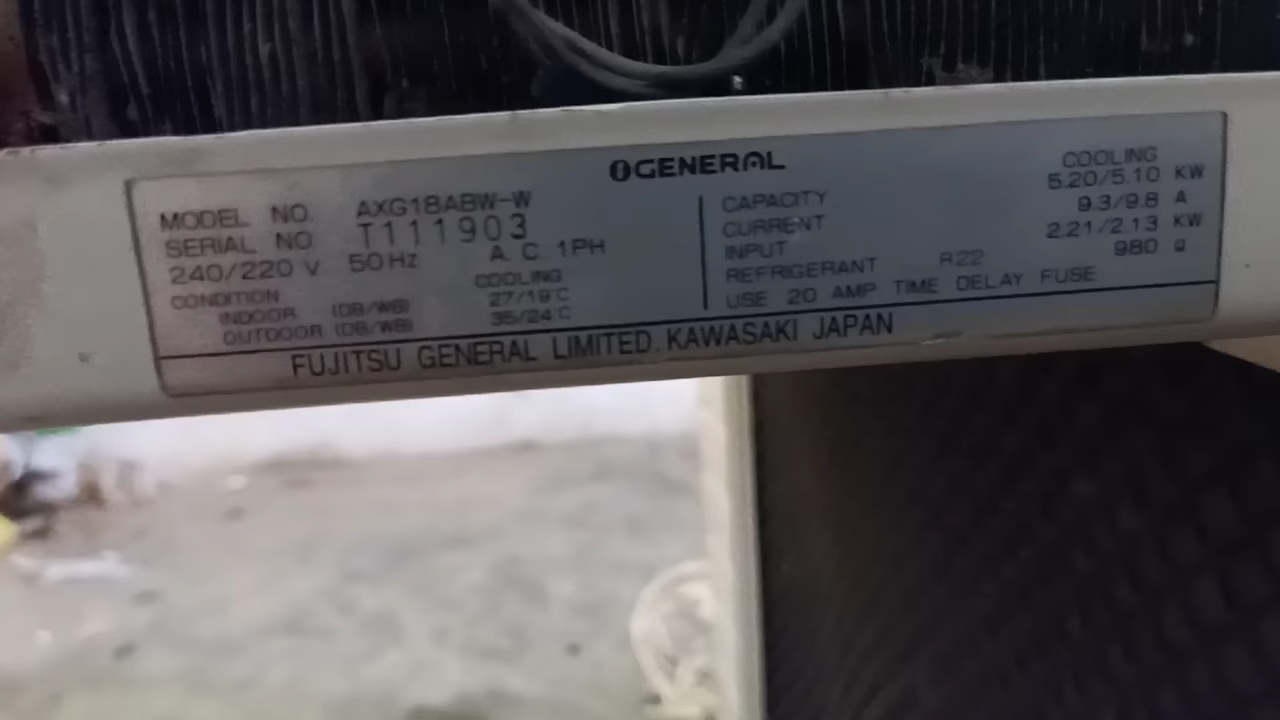 GENERAL
MODEL NO. AXG18ABW-W
SERIAL NO T111903
240/220 V 50Hz A. C. 1PH
CONDITION COOLING
INDOOR (DB/WB) 27/19°C
OUTDOOR (DB/WB) 35/24°C
COOLING
CAPACITY 5.20/5.10 KW
CURRENT 9.3/9.8 A
INPUT 2.21/2.13 KW
REFRIGERANT R22 980 g
USE 20 AMP TIME DELAY FUSE
FUJITSU GENERAL LIMITED. KAWASAKI JAPAN